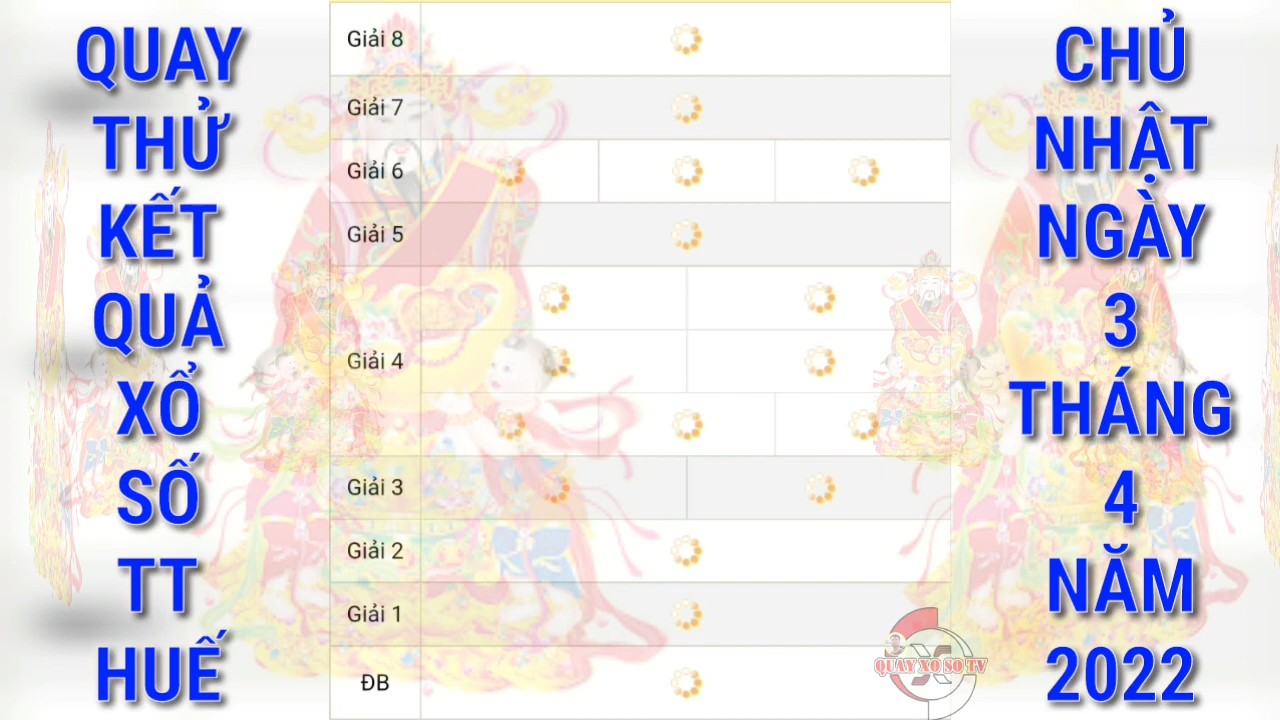 QUAY
THỬ
KẾT
QUẢ
XỔ
SỐ
TT
HUẾ
Giải 8
Giải 7
Giải 6
Giải 5
Giải 4
Giải 3
Giải 2
Giải 1
ĐB
QUAY XO SO TV
CHỦ
NHẬT
NGÀY
3
THÁNG
4
NĂM
2022